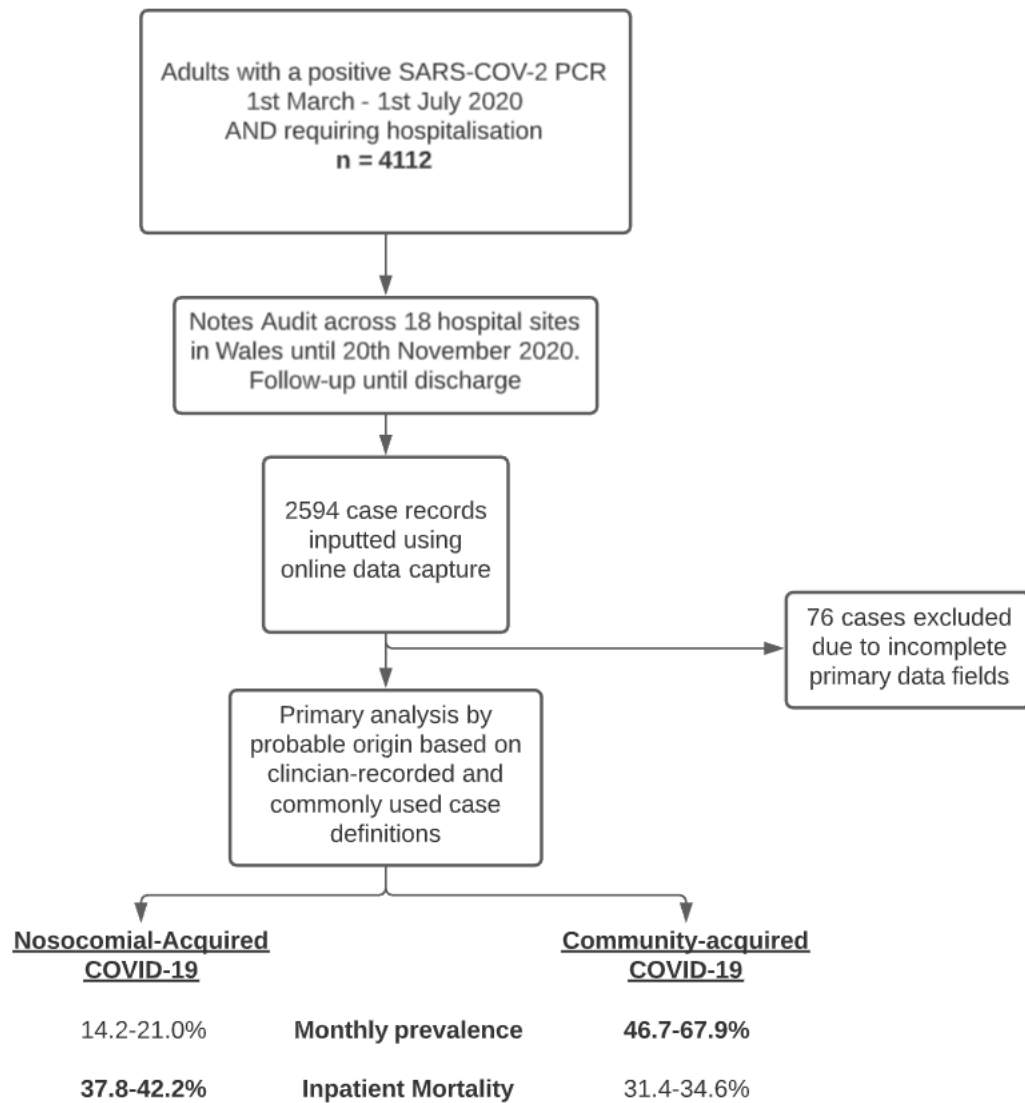 Adults with a positive SARS-COV-2 PCR
1st March - 1st July 2020
AND requiring hospitalisation
n = 4112
Notes Audit across 18 hospital sites
in Wales until 20th November 2020.
Follow-up until discharge
2594 case records
inputted using
online data capture
76 cases excluded
due to incomplete
primary data fields
Primary analysis by
probable origin based on
clincian-recorded and
commonly used case
definitions
Nosocomial-Acquired
COVID-19
Community-acquired
COVID-19
14.2-21.0% Monthly prevalence 46.7-67.9%
37.8-42.2% Inpatient Mortality 31.4-34.6%